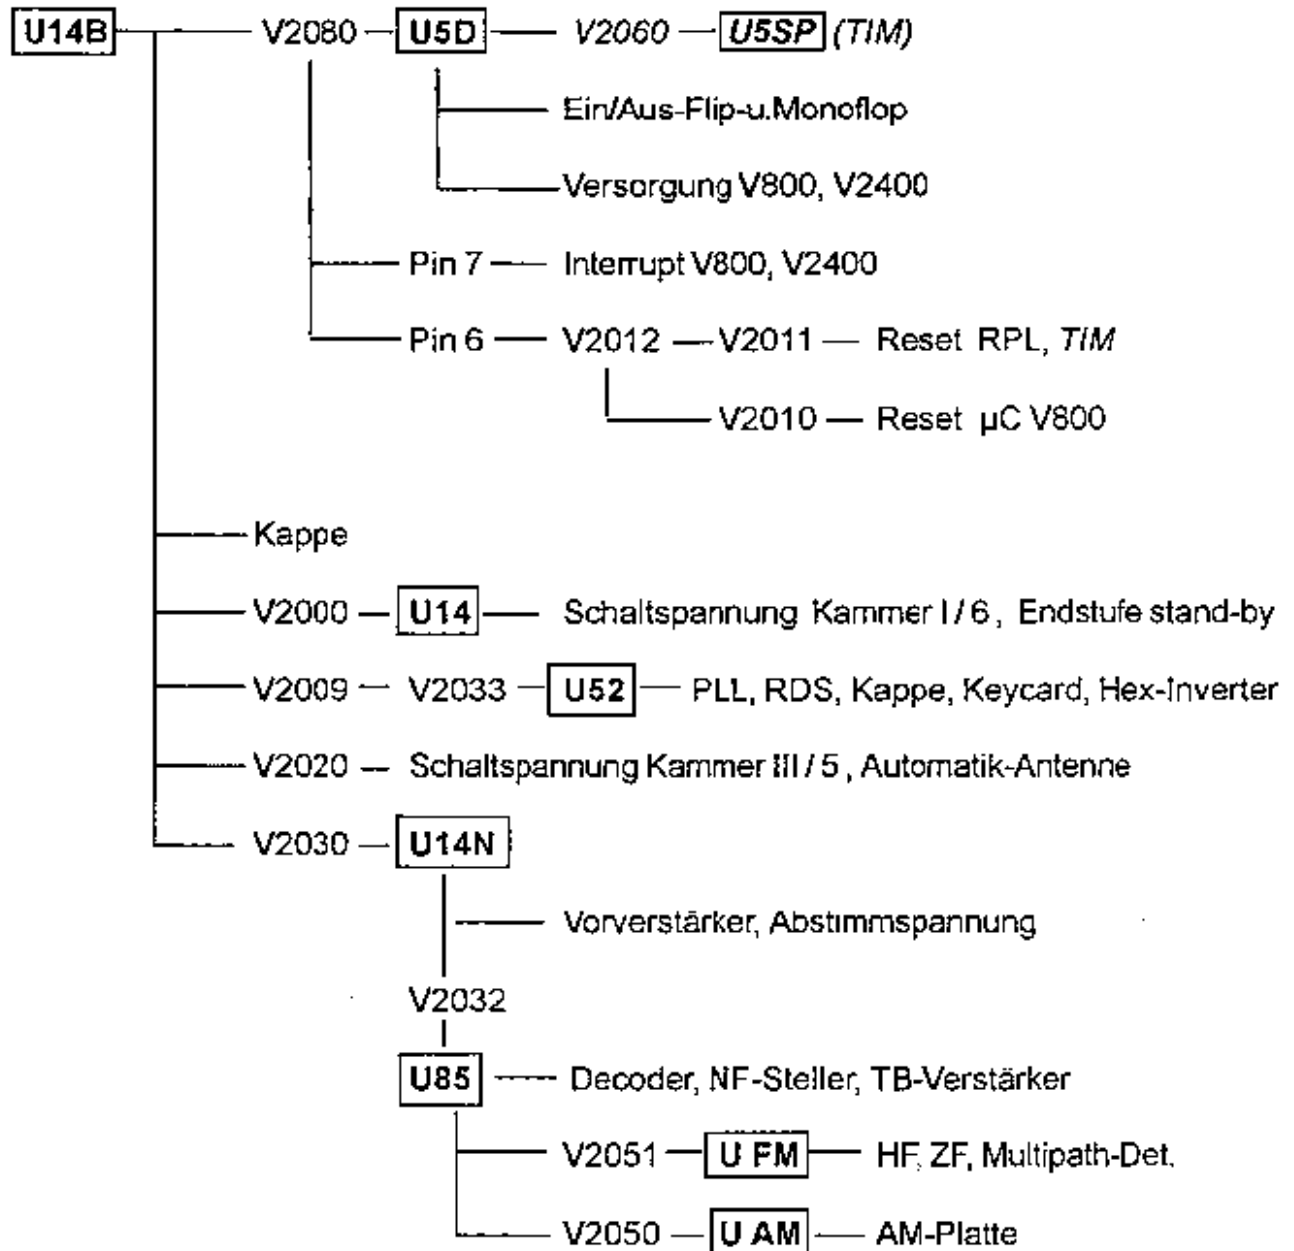 U14B V2080 U5D V2060 U5SP (TIM)
Ein/Aus-Flip-u.Monoflop
Versorgung V800, V2400
Pin 7 Interrupt V800, V2400
Pin 6 V2012 V2011 Reset RPL, TIM
V2010 Reset µC V800
Kappe
V2000 U14 Schaltspannung Kammer I / 6, Endstufe stand-by
V2009 V2033 U52 PLL, RDS, Kappe, Keycard, Hex-Inverter
V2020 Schaltspannung Kammer III / 5, Automatik-Antenne
V2030 U14N
Vorverstärker, Abstimmspannung
V2032
U85 Decoder, NF-Steller, TB-Verstärker
V2051 U FM HF, ZF, Multipath-Det.
V2050 U AM AM-Platte